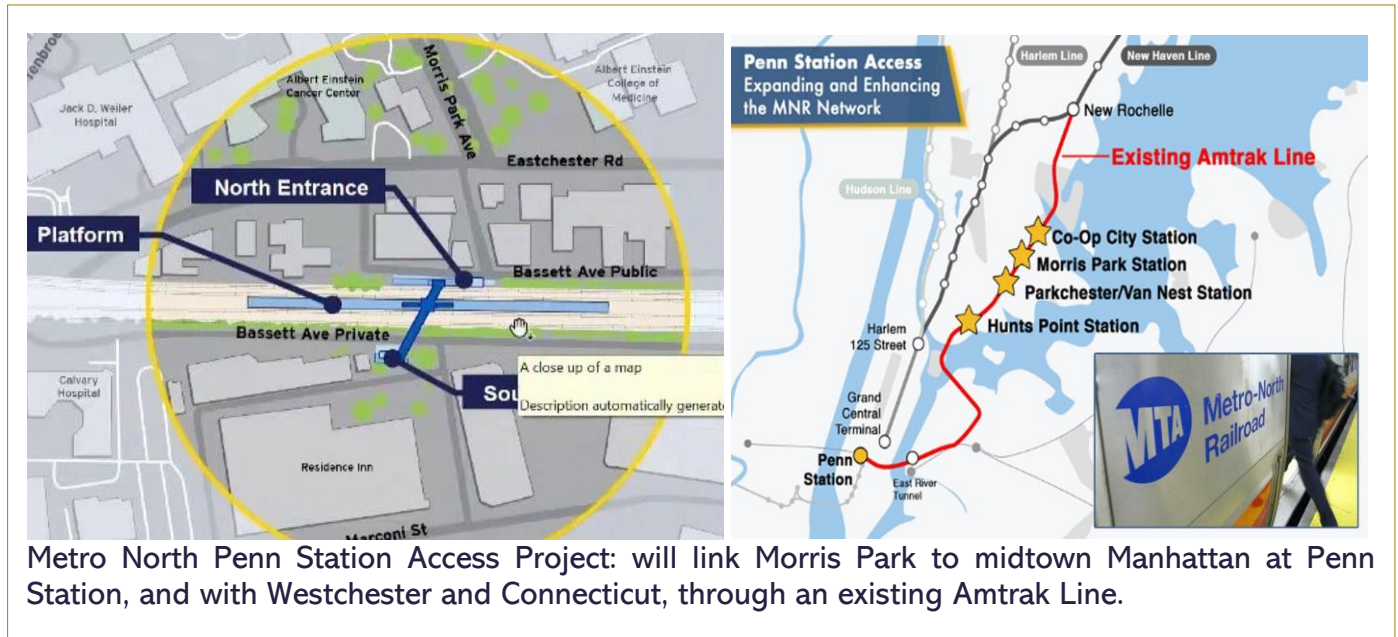 Jack D. Weiler
Hospital
Albert Einstein
Cancer Center
Morris Park Ave
Albert Einstein
College of
Medicine
Eastchester Rd
North Entrance
Platform
Bassett Ave Public
Bassett Ave Private
Calvary
Hospital
Sou
A close up of a map
Description automatically generate
Residence Inn
Marconi St
Penn Station Access
Expanding and Enhancing
the MNR Network
Harlem Line
New Haven Line
New Rochelle
Existing Amtrak Line
Hudson Line
Co-Op City Station
Morris Park Station
Parkchester/Van Nest Station
Hunts Point Station
Harlem
125 Street
Grand
Central
Terminal
Penn
Station
East River
Tunnel
MTA
Metro-North
Railroad
Metro North Penn Station Access Project: will link Morris Park to midtown Manhattan at Penn
Station, and with Westchester and Connecticut, through an existing Amtrak Line.